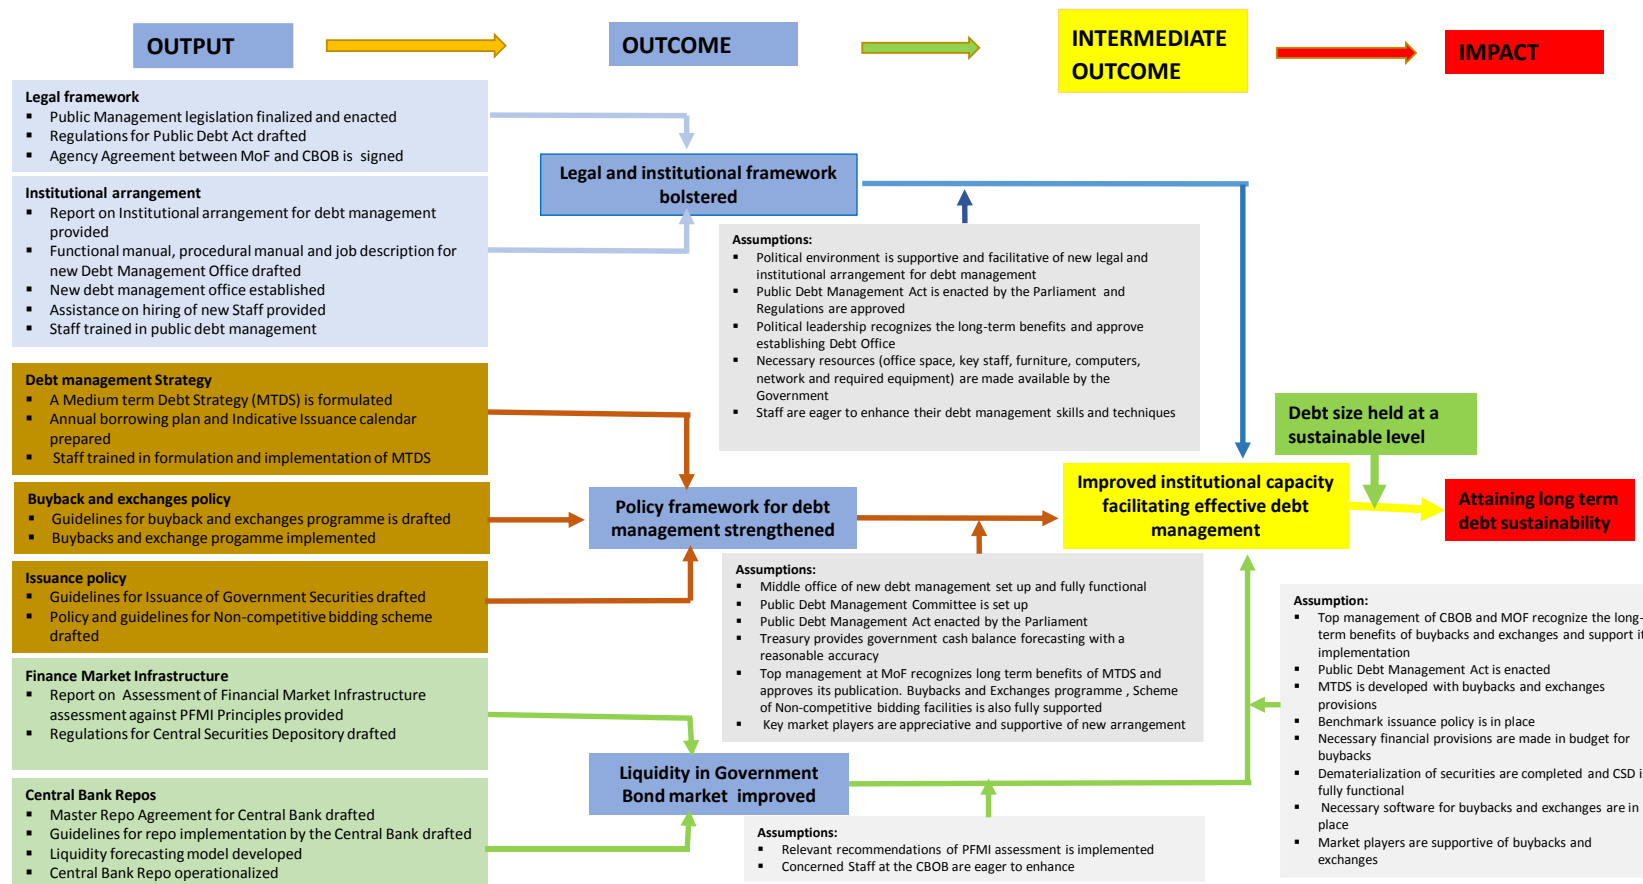 OUTPUT
OUTCOME
INTERMEDIATE
OUTCOME
IMPACT
Legal framework
▪ Public Management legislation finalized and enacted
▪ Regulations for Public Debt Act drafted
▪ Agency Agreement between MoF and CBOB is signed
Institutional arrangement
▪ Report on Institutional arrangement for debt management
provided
▪ Functional manual, procedural manual and job description for
new Debt Management Office drafted
▪ New debt management office established
▪ Assistance on hiring of new Staff provided
▪ Staff trained in public debt management
Legal and institutional framework
bolstered
Assumptions:
▪ Political environment is supportive and facilitative of new legal and
institutional arrangement for debt management
▪ Public Debt Management Act is enacted by the Parliament and
Regulations are approved
▪ Political leadership recognizes the long-term benefits and approve
establishing Debt Office
▪ Necessary resources (office space, key staff, furniture, computers,
network and required equipment) are made available by the
Government
▪ Staff are eager to enhance their debt management skills and techniques
Debt management Strategy
▪ A Medium term Debt Strategy (MTDS) is formulated
▪ Annual borrowing plan and Indicative Issuance calendar
prepared
▪ Staff trained in formulation and implementation of MTDS
Buyback and exchanges policy
▪ Guidelines for buyback and exchanges programme is drafted
▪ Buybacks and exchange progamme implemented
Issuance policy
▪ Guidelines for Issuance of Government Securities drafted
▪ Policy and guidelines for Non-competitive bidding scheme
drafted
Policy framework for debt
management strengthened
Debt size held at a
sustainable level
Improved institutional capacity
facilitating effective debt
management
Attaining long term
debt sustainability
Assumptions:
▪ Middle office of new debt management set up and fully functional
▪ Public Debt Management Committee is set up
▪ Public Debt Management Act enacted by the Parliament
▪ Treasury provides government cash balance forecasting with a
reasonable accuracy
▪ Top management at MoF recognizes long term benefits of MTDS and
approves its publication. Buybacks and Exchanges programme , Scheme
of Non-competitive bidding facilities is also fully supported
▪ Key market players are appreciative and supportive of new arrangement
Finance Market Infrastructure
▪ Report on Assessment of Financial Market Infrastructure
assessment against PFMI Principles provided
▪ Regulations for Central Securities Depository drafted
Central Bank Repos
▪ Master Repo Agreement for Central Bank drafted
▪ Guidelines for repo implementation by the Central Bank drafted
▪ Liquidity forecasting model developed
▪ Central Bank Repo operationalized
Liquidity in Government
Bond market improved
Assumptions:
▪ Relevant recommendations of PFMI assessment is implemented
▪ Concerned Staff at the CBOB are eager to enhance
Assumption:
▪ Top management of CBOB and MOF recognize the long-
term benefits of buybacks and exchanges and support
implementation
▪ Public Debt Management Act is enacted
▪ MTDS is developed with buybacks and exchanges
provisions
▪ Benchmark issuance policy is in place
▪ Necessary financial provisions are made in budget for
buybacks
▪ Dematerialization of securities are completed and CSD
fully functional
▪ Necessary software for buybacks and exchanges are in
place
▪ Market players are supportive of buybacks and
exchanges